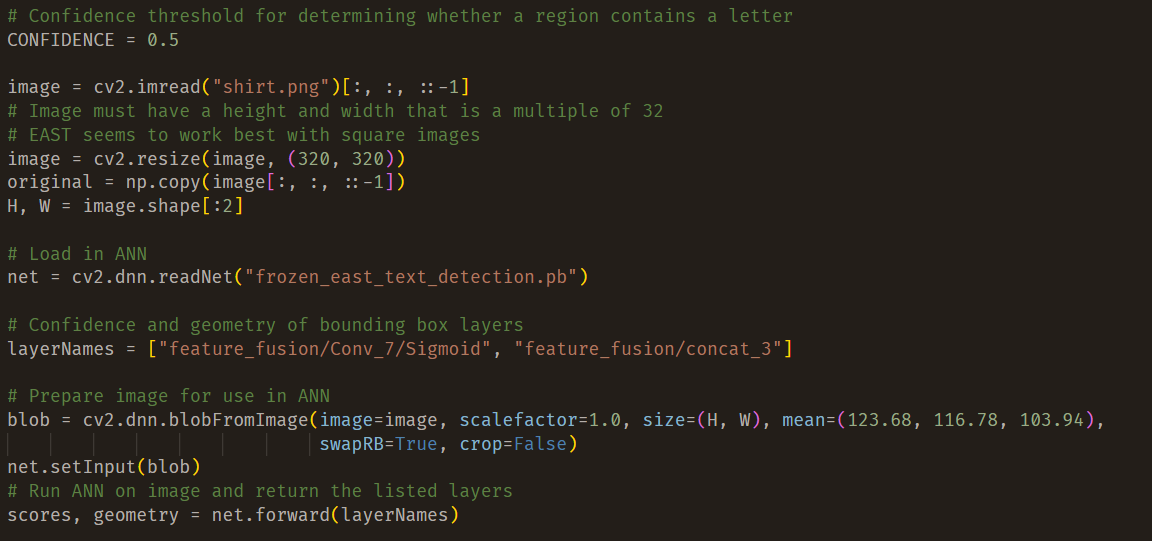 # Confidence threshold for determining whether a region contains a letter
CONFIDENCE = 0.5
image = cv2.imread("shirt.png")[:, :, ::-1]
# Image must have a height and width that is a multiple of 32
# EAST seems to work best with square images
image = cv2.resize(image, (320, 320))
original = np.copy(image[:, :, ::-1])
H, W = image.shape[:2]
# Load in ANN
net = cv2.dnn.readNet("frozen_east_text_detection.pb")
# Confidence and geometry of bounding box layers
layerNames = ["feature_fusion/Conv_7/Sigmoid", "feature_fusion/concat_3"]
# Prepare image for use in ANN
blob = cv2.dnn.blobFromImage(image=image, scalefactor=1.0, size=(H, W), mean=(123.68, 116.78, 103.94),
swapRB=True, crop=False)
net.setInput(blob)
# Run ANN on image and return the listed layers
scores, geometry = net.forward(layerNames)